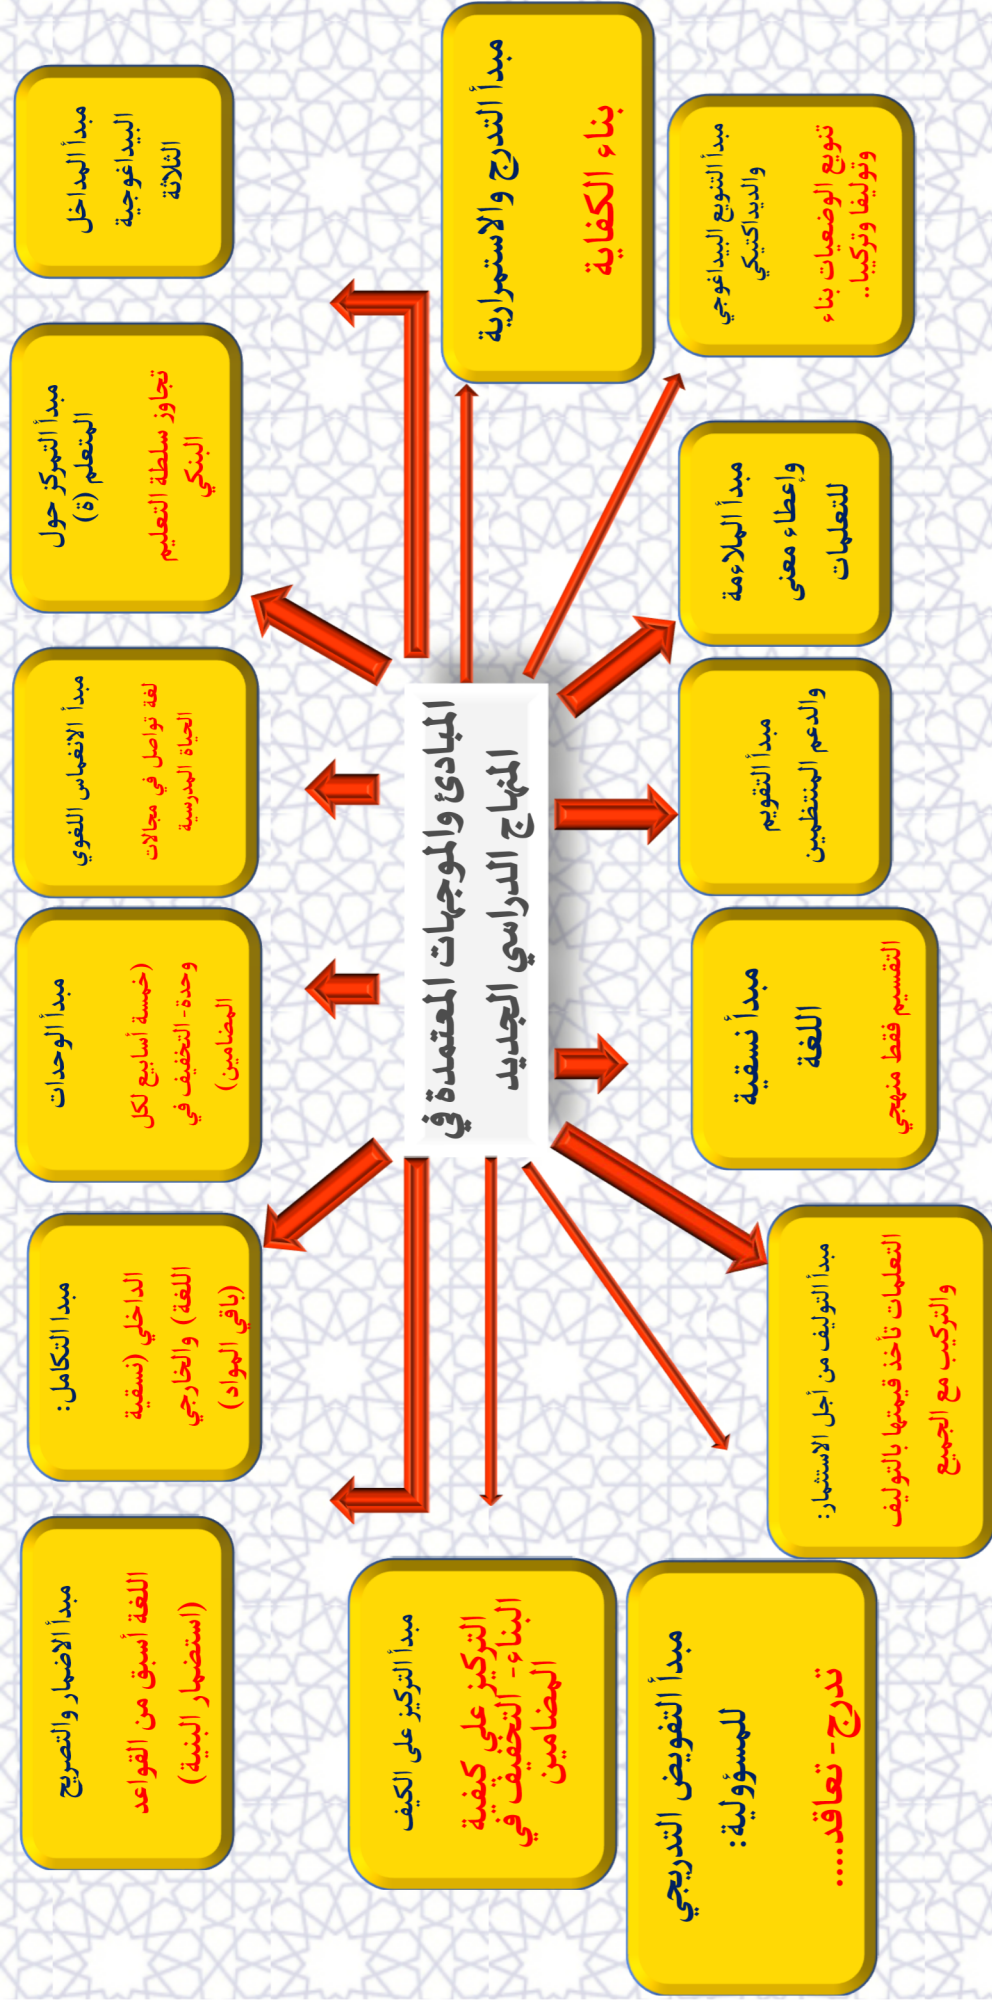 المبادئ والموجهات المعتمدة في
المنهاج الدراسي الجديد
مبدأ المداخل
البيداغوجية
الثلاثة
مبدأ التمركز حول
المتعلم (ة)
تجاوز سلطة التعليم
البنكي
مبدأ الانغماس اللغوي
لغة تواصل في مجالات
الحياة المدرسية
مبدأ الوحدات
(خمسة أسابيع لكل
وحدة- التخفيف في
المضامين)
مبدا التكامل:
الداخلي (نسقية
اللغة) والخارجي
(باقي المواد)
مبدأ الاضمار والتصريح
اللغة أسبق من القواعد
(استضمار البنية)
مبدأ التدرج والاستمرارية
بناء الكفاية
مبدأ التنويع البيداغوجي
والديداكتيكي
تنويع الوضعيات بناء
وتوليفا وتركيبا..
مبدأ الملاءمة
وإعطاء معنى
للتعلمات
مبدأ التقويم
والدعم المنتظمين
مبدأ نسقية
اللغة
التقسيم فقط منهجي
مبدأ التوليف من أجل الاستثمار:
التعلمات تأخذ قيمتها بالتوليف
والتركيب مع الجميع
مبدأ التركيز على الكيف
التركيز على كيفية
البناء- التخفيف في
المضامين
مبدأ التفويض التدريجي
للمسؤولية:
تدرج- تعاقد....